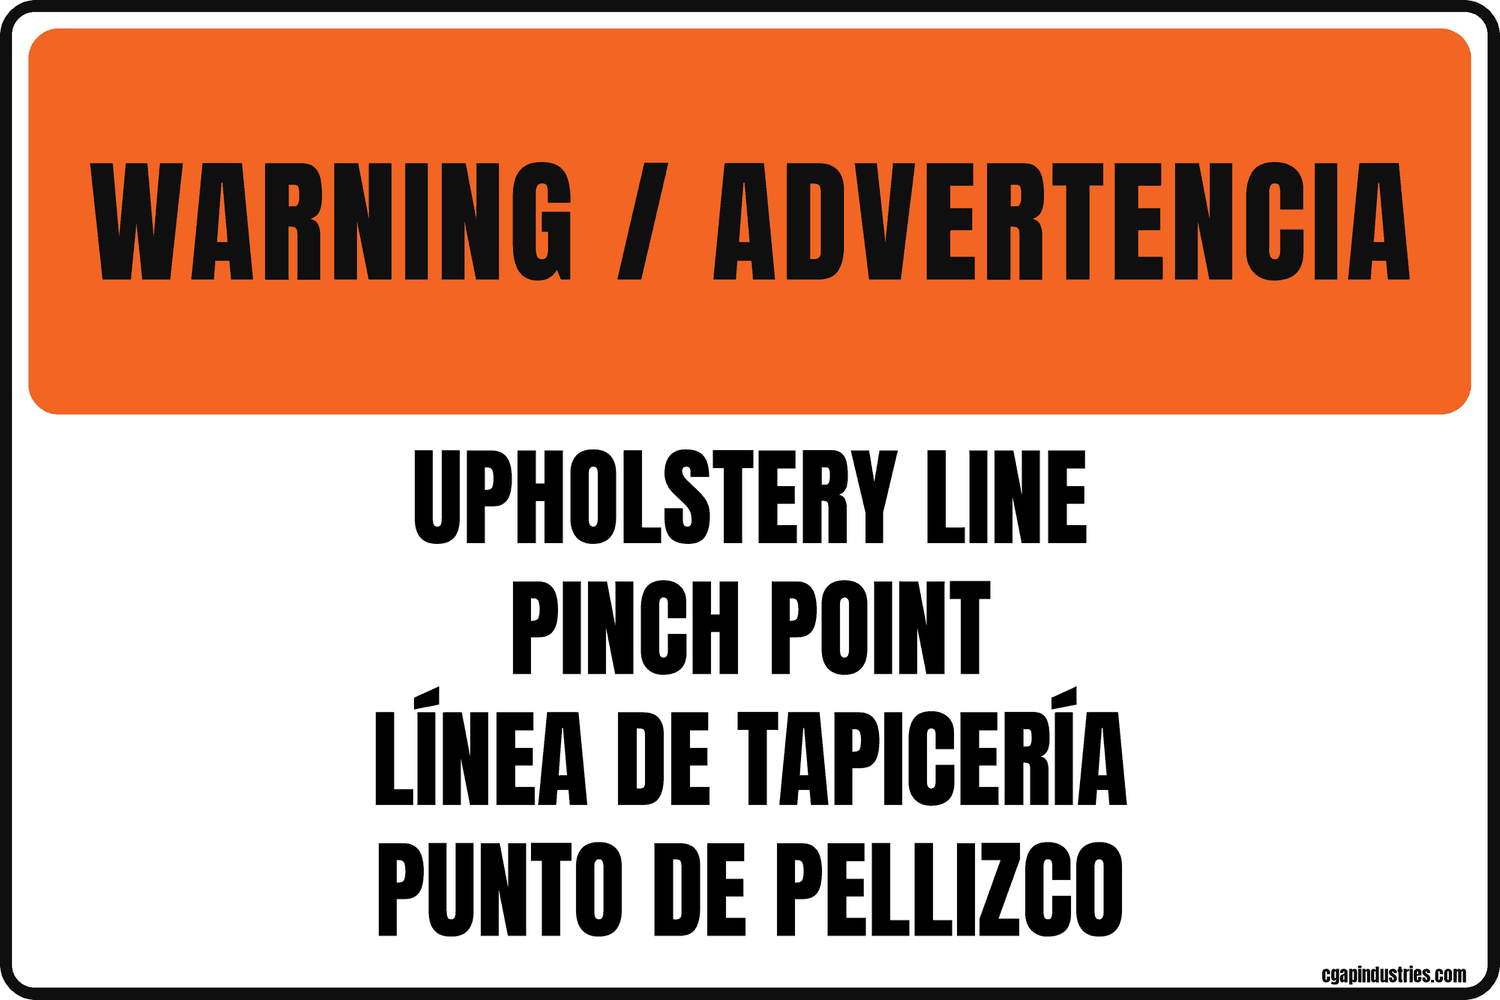 WARNING / ADVERTENCIA
UPHOLSTERY LINE
PINCH POINT
LÍNEA DE TAPICERÍA
PUNTO DE PELLIZCO
cgapindustries.com